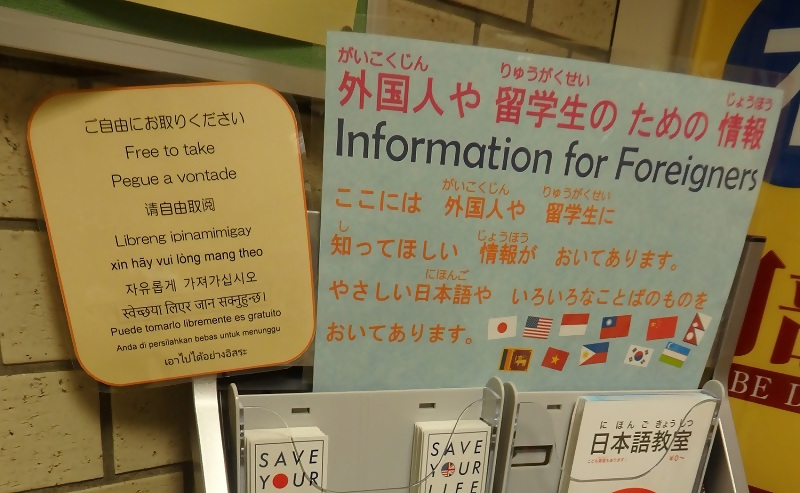 ご自由にお取りください
Free to take
Pegue a vontade
请自由取阅
Libreng ipinamimigay
xin hãy vui lòng mang theo
자유롭게 가져가십시오
स्वेच्छया लिएर जान सक्नुहुन्छ।
Puede tomarlo libremente es gratuito
Anda di persilahkan bebas untuk menunggu
เอาไปได้อย่างอิสระ
がいこくじん りゅうがくせい じょうほう
外国人や 留学生の ための 情報
Information for Foreigners
がいこくじん りゅうがくせい
ここには 外国人や 留学生に
し じょうほう
知ってほしい 情報が おいてあります。
にほんご
やさしい日本語や いろいろなことばのものを
おいてあります。
SAVE
YOUR
SAVE
YOUR
LIFE
にほんごきょうしつ
日本語教室
¥0~
BE D